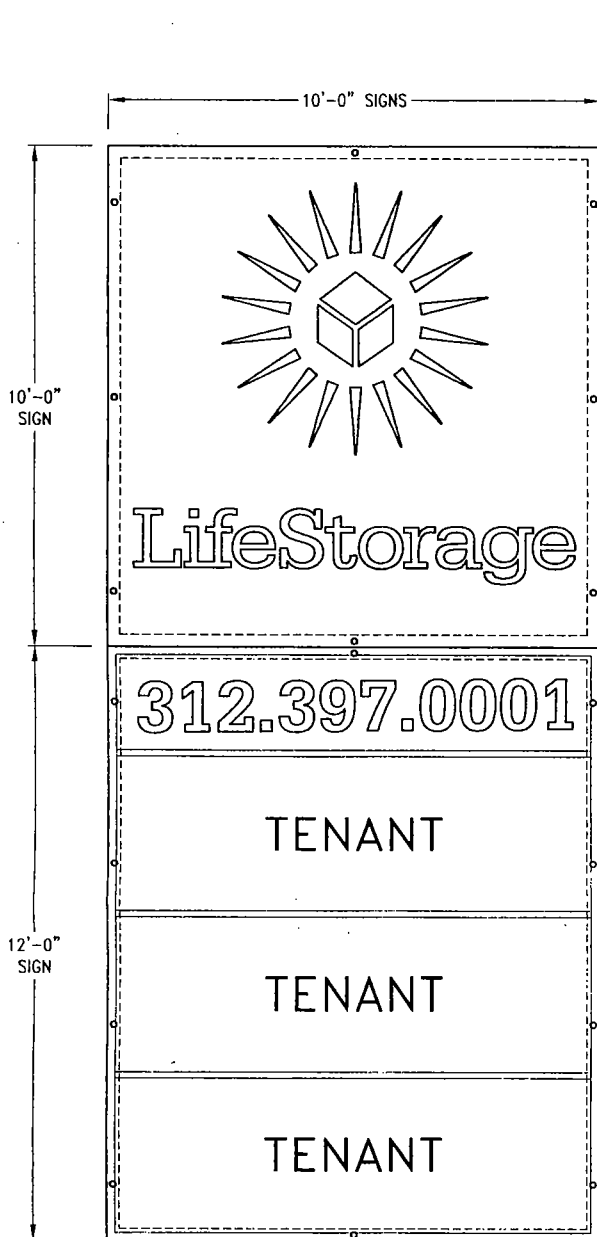 10'-0" SIGNS
10'-0"
SIGN
LifeStorage
312.397.0001
TENANT
12'-0"
SIGN
TENANT
TENANT